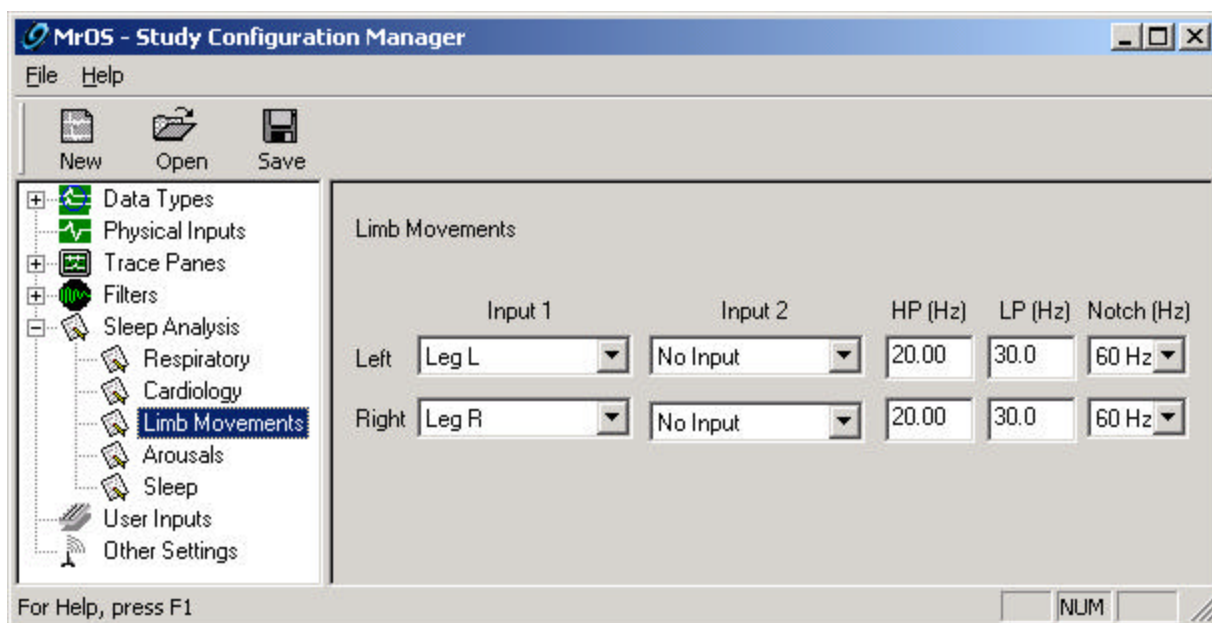 MrOS - Study Configuration Manager
File Help
New Open Save
Data Types
Physical Inputs
Trace Panes
Filters
Sleep Analysis
Respiratory
Cardiology
Limb Movements
Arousals
Sleep
User Inputs
Other Settings
Limb Movements
Input 1 Input 2 HP (Hz) LP (Hz) Notch (Hz)
Left Leg L No Input 20.00 30.0 60 Hz
Right Leg R No Input 20.00 30.0 60 Hz
For Help, press F1 NUM